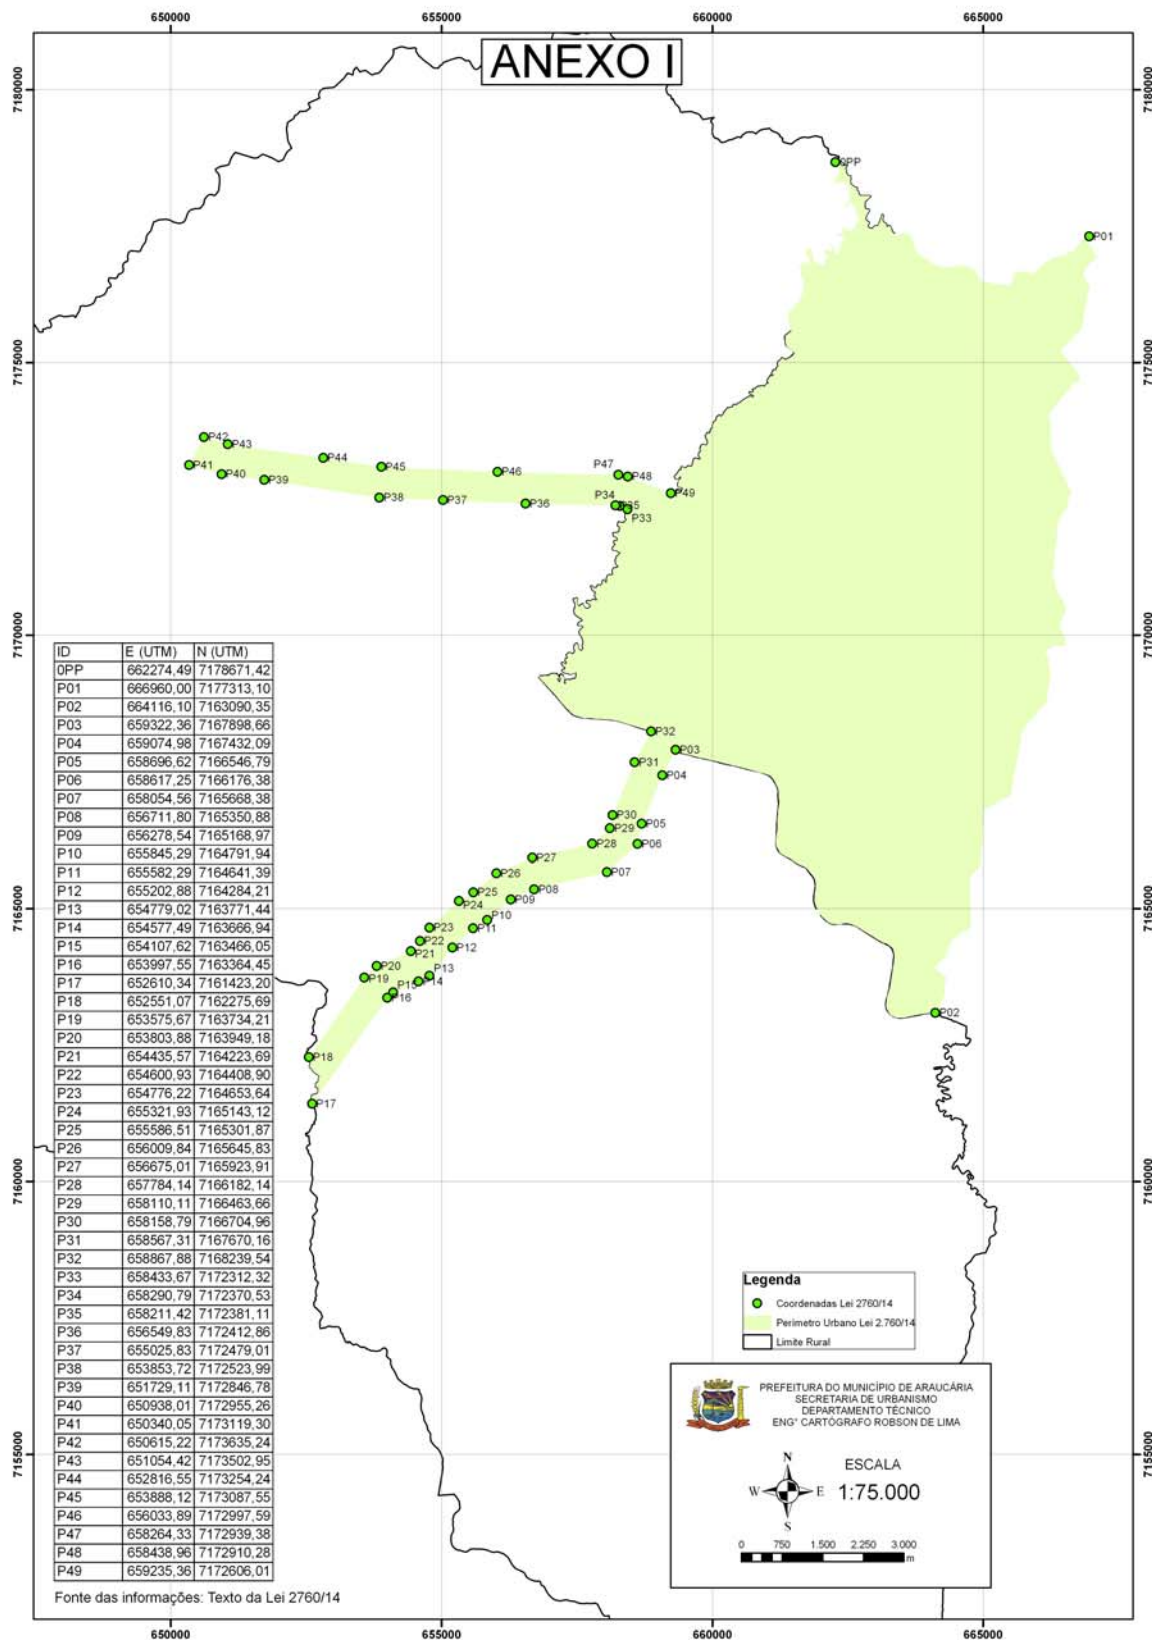 650000 655000 660000 665000
ANEXO I
7180000 7180000
0PP
P01
7175000 7175000
P42
P43
P44
P45
P46
P47
P48
P41
P40
P39
P38
P37
P36
P34
P35
P49
P33
7170000 7170000
ID E (UTM) N (UTM)
0PP 662274,49 7178671,42
P01 666960,00 7177313,10
P02 664116,10 7163090,35
P03 659322,36 7167898,66
P04 659074,98 7167432,09
P05 658696,62 7166546,79
P06 658617,25 7166176,38
P07 658054,56 7165668,38
P08 656711,80 7165350,88
P09 656278,54 7165168,97
P10 655845,29 7164791,94
P11 655582,29 7164641,39
P12 655202,88 7164284,21
P13 654779,02 7163771,44
P14 654577,49 7163666,94
P15 654107,62 7163466,05
P16 653997,55 7163364,45
P17 652610,34 7161423,20
P18 652551,07 7162275,69
P19 653575,67 7163734,21
P20 653803,88 7163949,18
P21 654435,57 7164223,69
P22 654600,93 7164408,90
P23 654776,22 7164653,64
P24 655321,93 7165143,12
P25 655586,51 7165301,87
P26 656009,84 7165645,83
P27 656675,01 7165923,91
P28 657784,14 7166182,14
P29 658110,11 7166463,66
P30 658158,79 7166704,96
P31 658567,31 7167670,16
P32 658867,88 7168239,54
P33 658433,67 7172312,32
P34 658290,79 7172370,53
P35 658211,42 7172381,11
P36 656549,83 7172412,86
P37 655025,83 7172479,01
P38 653853,72 7172523,99
P39 651729,11 7172846,78
P40 650938,01 7172955,26
P41 650340,05 7173119,30
P42 650615,22 7173635,24
P43 651054,42 7173502,95
P44 652816,55 7173254,24
P45 653888,12 7173087,55
P46 656033,89 7172997,59
P47 658264,33 7172939,38
P48 658438,96 7172910,28
P49 659235,36 7172606,01
Fonte das informações: Texto da Lei 2760/14
P32
P03
P31
P04
P30
P05
P29
P28
P06
P27
P07
P26
P08
P25
P09
P24
P10
7165000 7165000
P23
P11
P22
P12
P21
P20
P13
P19
P14
P15
P16
P02
P18
P17
7160000 7160000
Legenda
Coordenadas Lei 2760/14
Perimetro Urbano Lei 2.760/14
Limite Rural
PREFEITURA DO MUNICÍPIO DE ARAUCÁRIA
SECRETARIA DE URBANISMO
DEPARTAMENTO TÉCNICO
ENG° CARTÓGRAFO ROBSON DE LIMA
7155000 7155000
N
W E
S
ESCALA
1:75.000
0 750 1.500 2.250 3.000
m
650000 655000 660000 665000